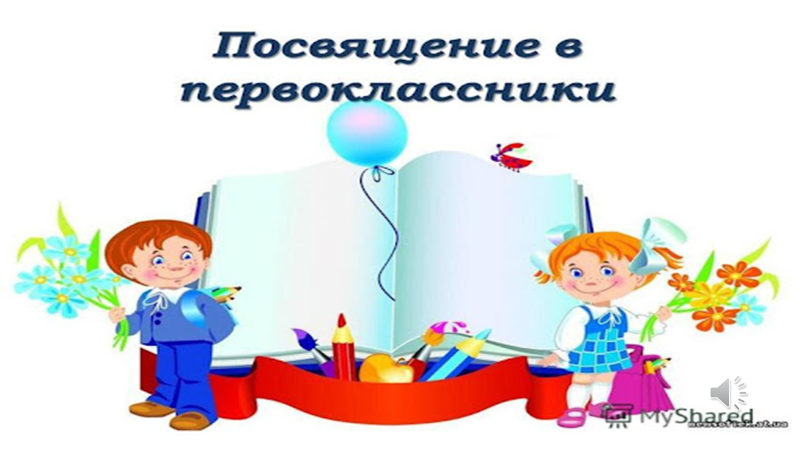 Посвящение в
первоклассники
MyShared